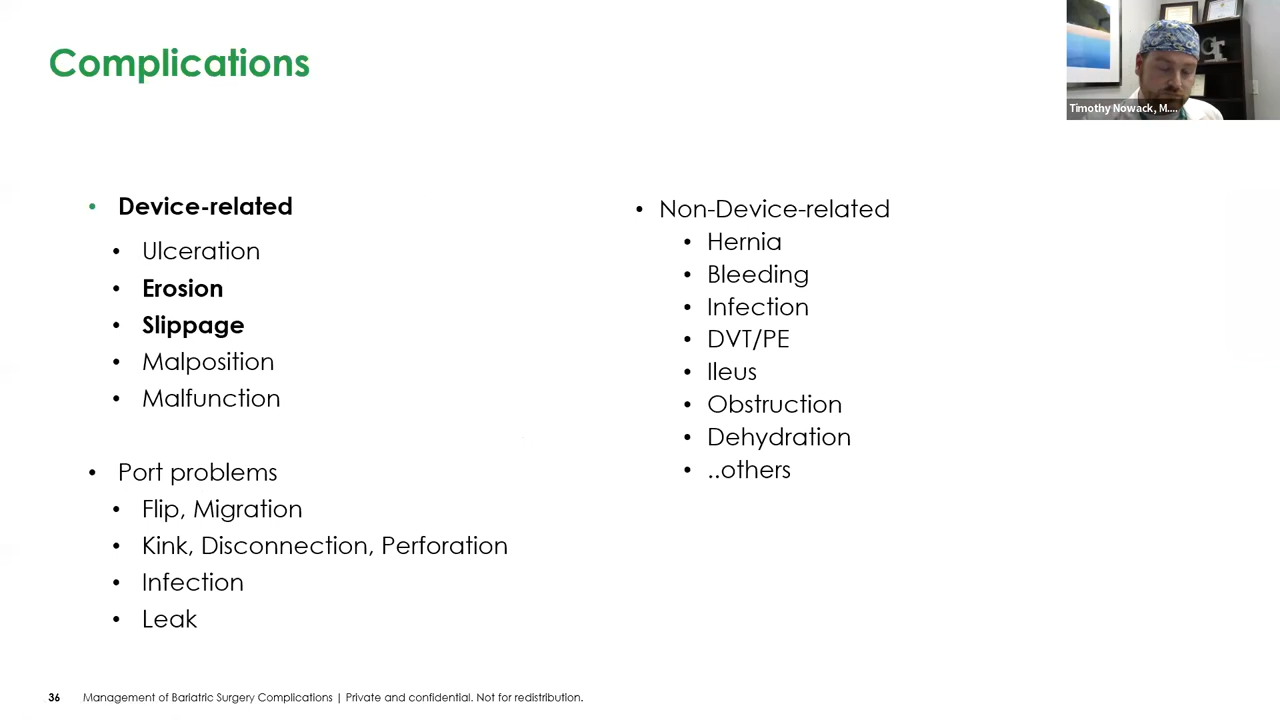 Complications
Timothy Nowack, M....
• Device-related
• Ulceration
• Erosion
• Slippage
• Malposition
• Malfunction
• Port problems
• Flip, Migration
• Kink, Disconnection, Perforation
• Infection
• Leak
• Non-Device-related
• Hernia
• Bleeding
• Infection
• DVT/PE
• Ileus
• Obstruction
• Dehydration
• ..others
36 Management of Bariatric Surgery Complications | Private and confidential. Not for redistribution.